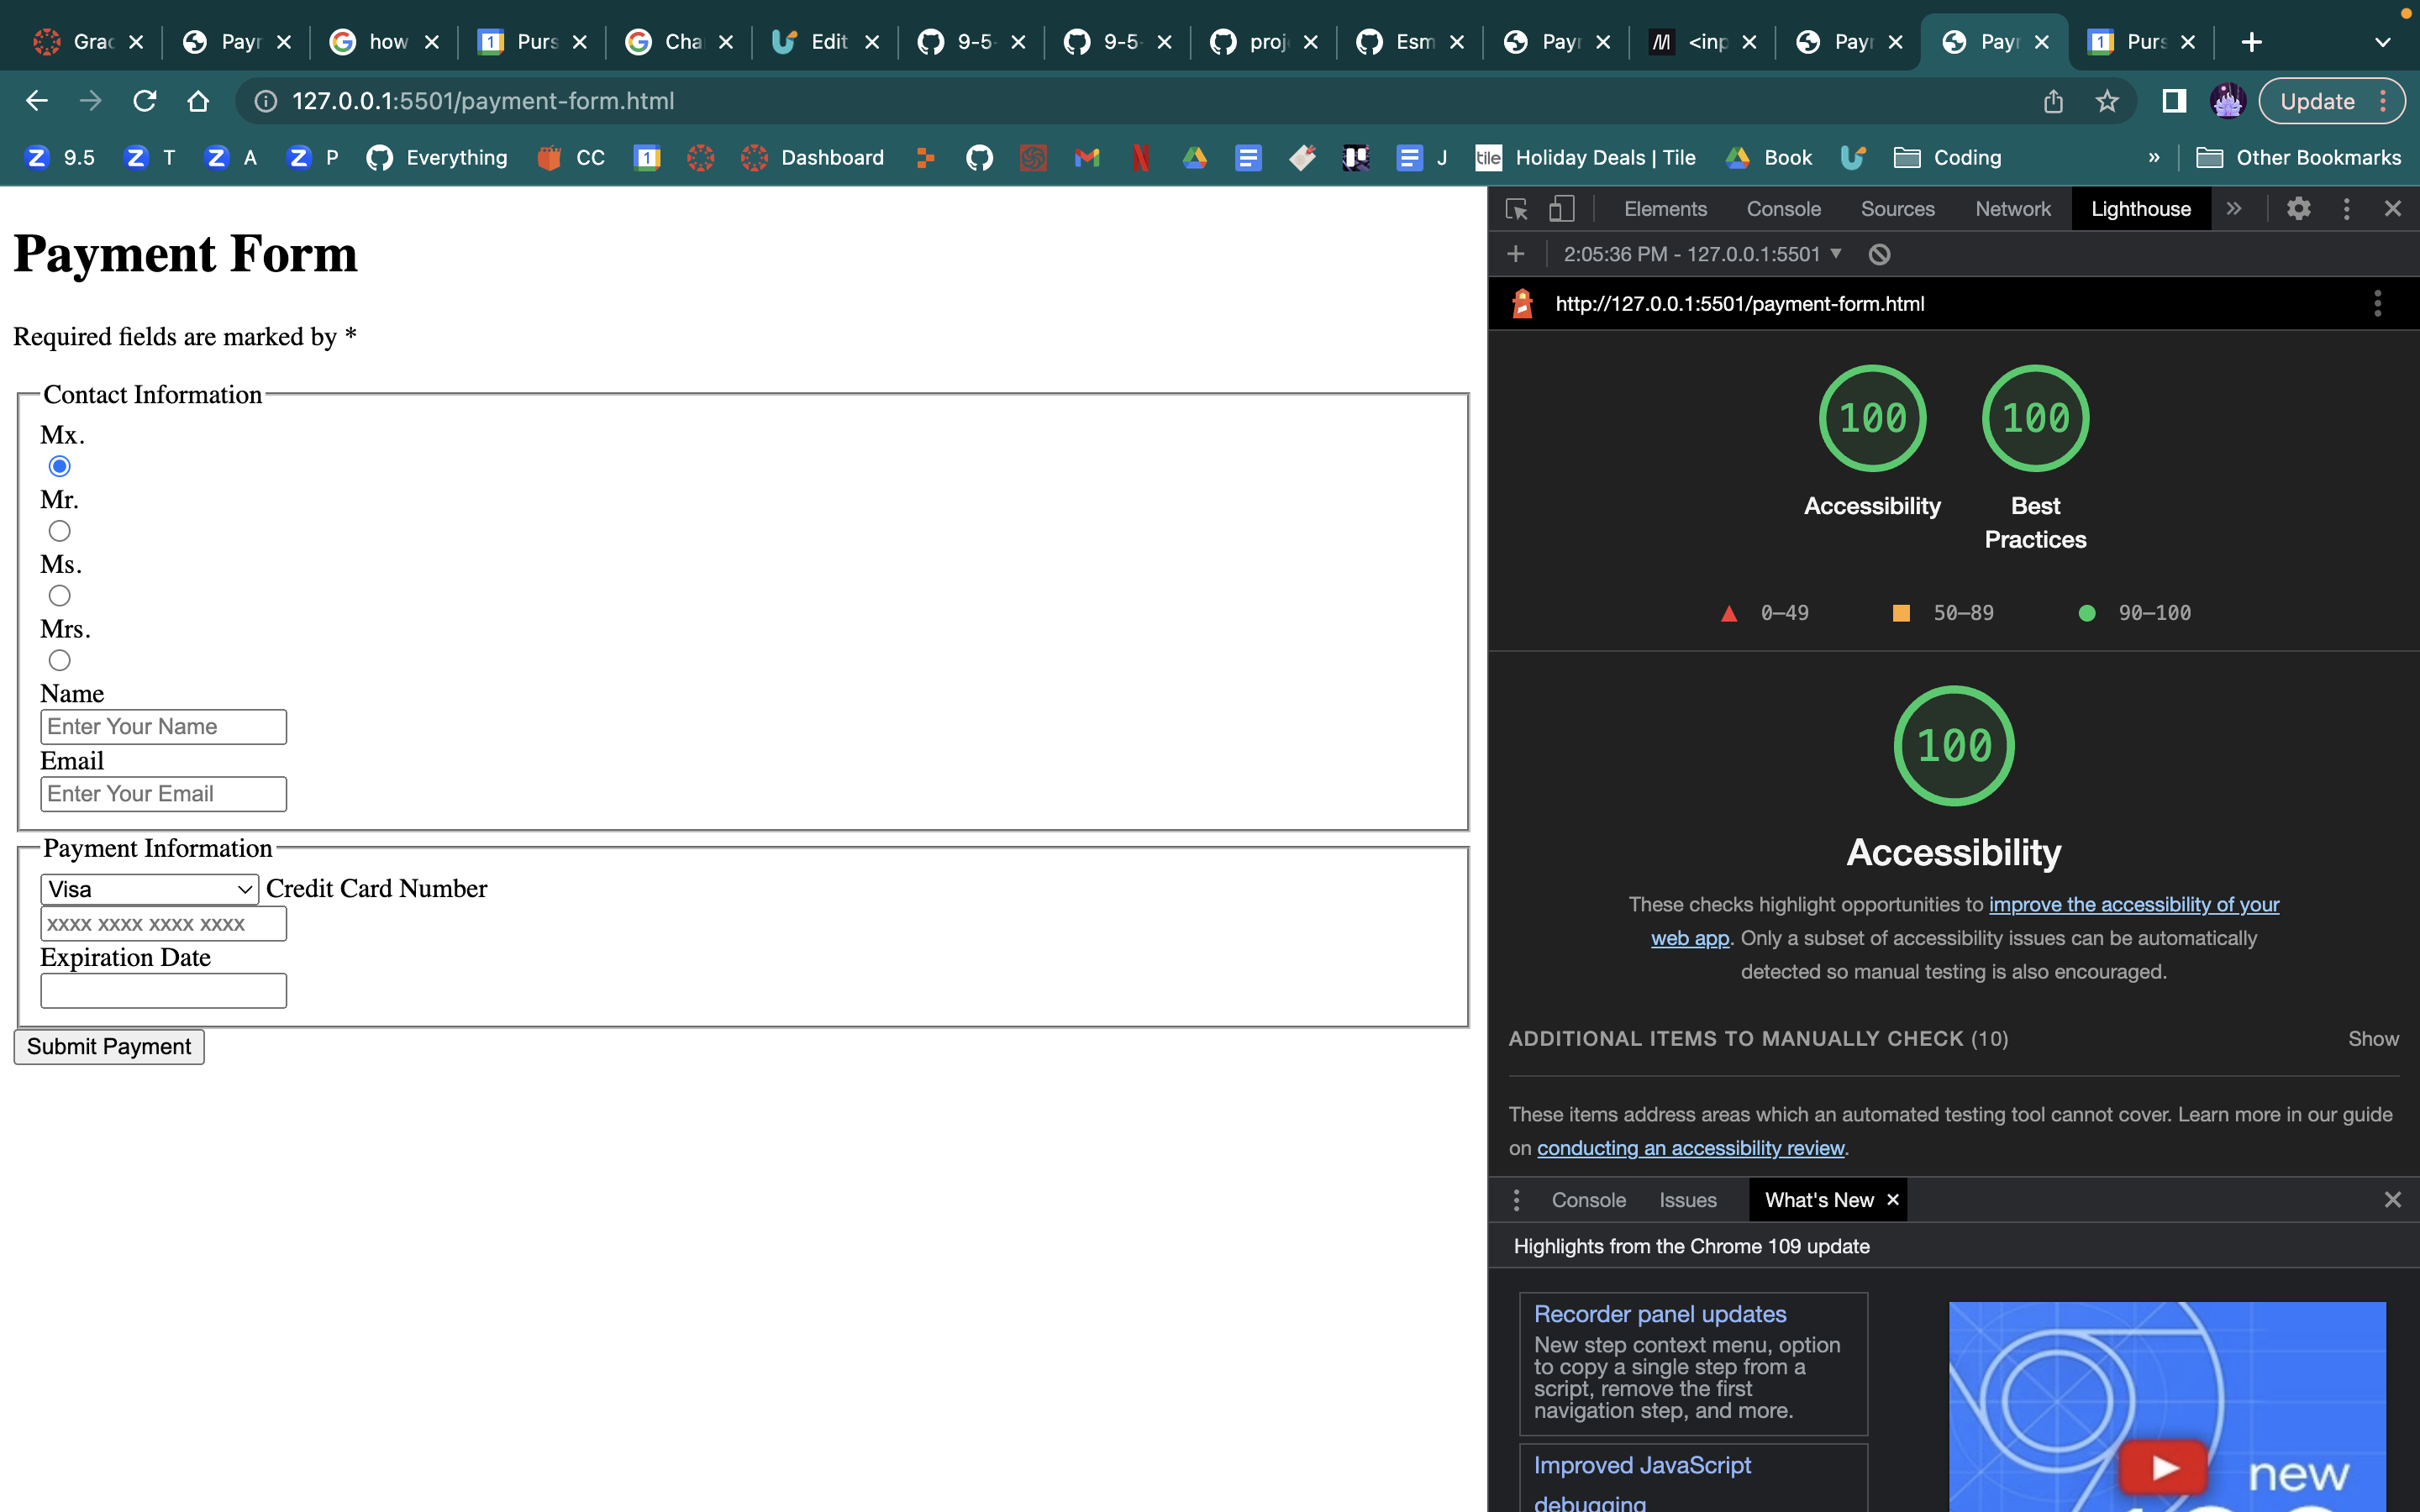 Grad Payr how Purs Cha Edit 9-5- 9-5- proj Esm Payr <inp Payr Payr Purs
127.0.0.1:5501/payment-form.html
Update
9.5 T A P Everything CC 1 Dashboard J tile Holiday Deals | Tile Book Coding » Other Bookmarks
Payment Form
Required fields are marked by *
Contact Information
Mx.
Mr.
Ms.
Mrs.
Name
Enter Your Name
Email
Enter Your Email
Payment Information
Visa Credit Card Number
xxxx xxxx xxxx xxxx
Expiration Date
Submit Payment
Elements Console Sources Network Lighthouse »
2:05:36 PM - 127.0.0.1:5501
http://127.0.0.1:5501/payment-form.html
100 100
Accessibility Best
Practices
0–49 50–89 90–100
100
Accessibility
These checks highlight opportunities to improve the accessibility of your
web app. Only a subset of accessibility issues can be automatically
detected so manual testing is also encouraged.
ADDITIONAL ITEMS TO MANUALLY CHECK (10) Show
These items address areas which an automated testing tool cannot cover. Learn more in our guide
on conducting an accessibility review.
Console Issues What's New
Highlights from the Chrome 109 update
Recorder panel updates
New step context menu, option
to copy a single step from a
script, remove the first
navigation step, and more.
Improved JavaScript
debugging
new